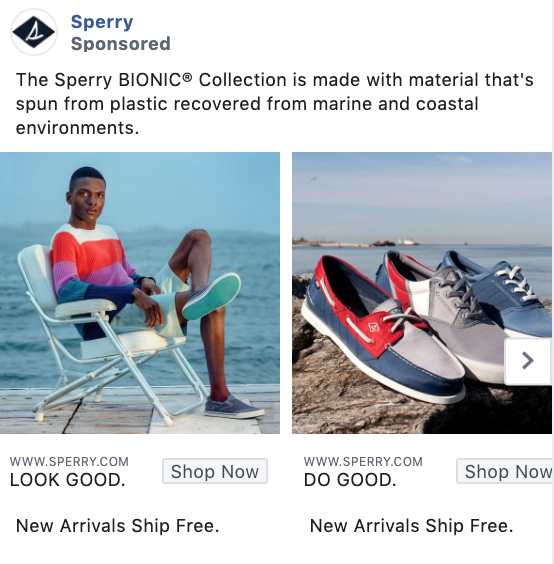 Sperry
Sponsored
The Sperry BIONIC® Collection is made with material that's
spun from plastic recovered from marine and coastal
environments.
WWW.SPERRY.COM
LOOK GOOD.
Shop Now
New Arrivals Ship Free.
WWW.SPERRY.COM
DO GOOD.
Shop Now
New Arrivals Ship Free.